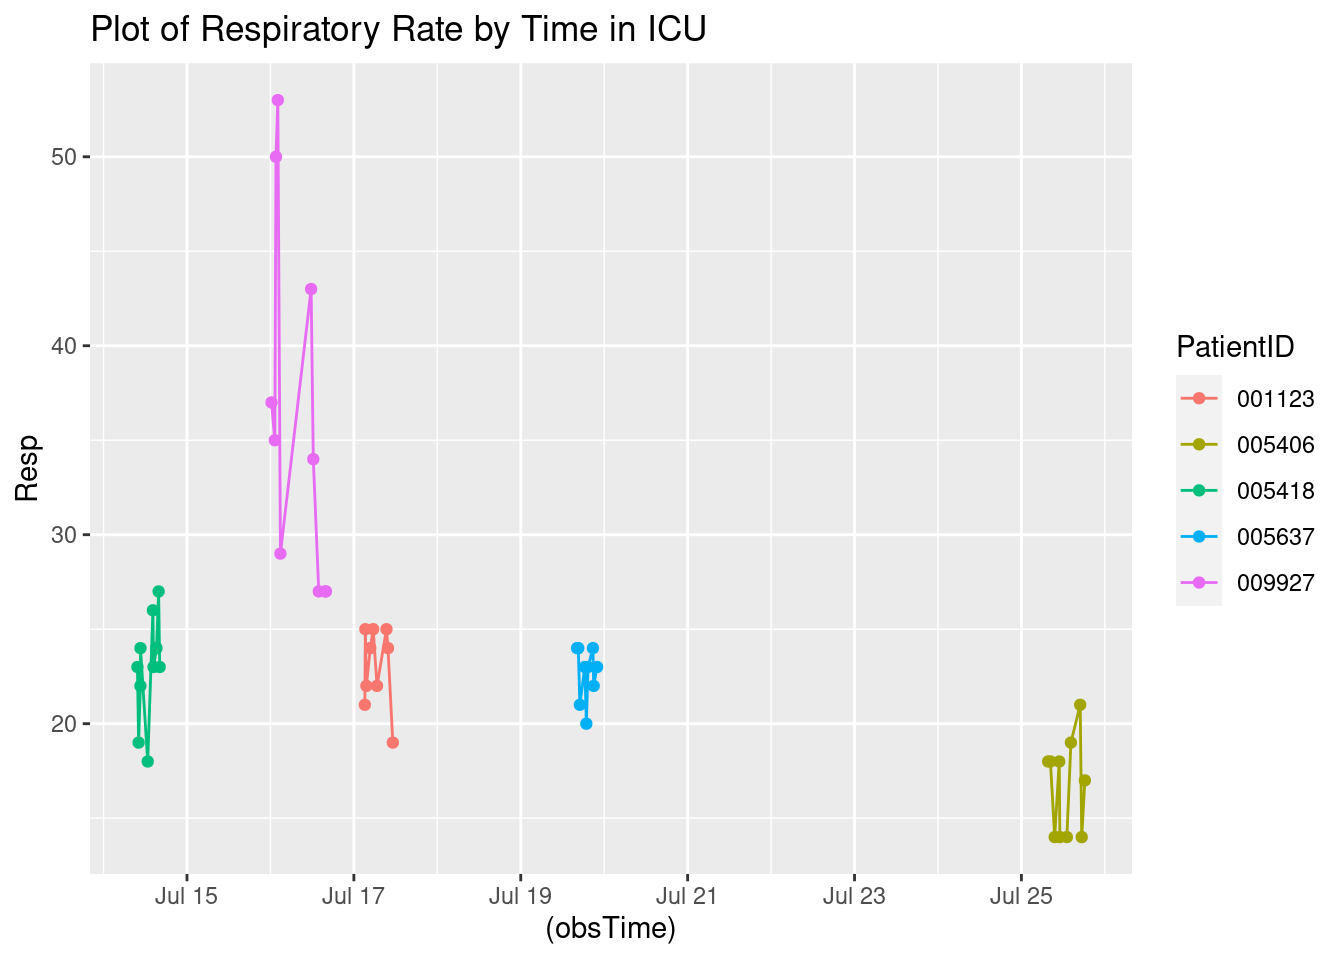 Plot of Respiratory Rate by Time in ICU
50
40
30
20
Resp
Jul 15
Jul 17
Jul 19
Jul 21
Jul 23
Jul 25
(obsTime)
PatientID
001123
005406
005418
005637
009927